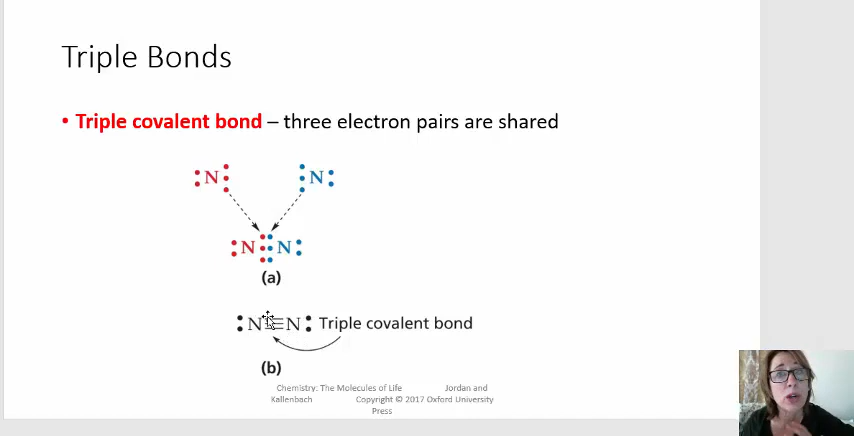 Triple Bonds
• Triple covalent bond – three electron pairs are shared
:N⋮ ⋮N:
:N⋮⋮N:
(a)
:N≡N: Triple covalent bond
(b)
Chemistry: The Molecules of Life Jordan and
Kallenbach Copyright © 2017 Oxford University
Press